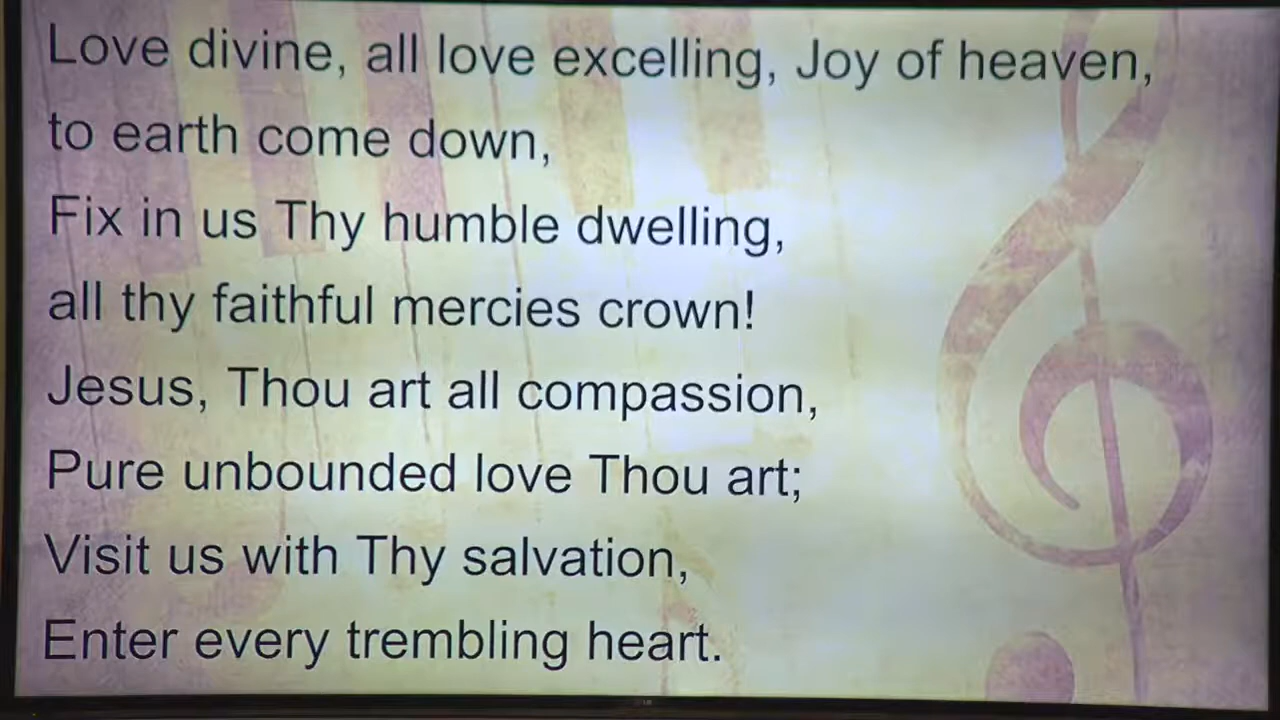 Love divine, all love excelling, Joy of heaven,
to earth come down,
Fix in us Thy humble dwelling,
all thy faithful mercies crown!
Jesus, Thou art all compassion,
Pure unbounded love Thou art;
Visit us with Thy salvation,
Enter every trembling heart.